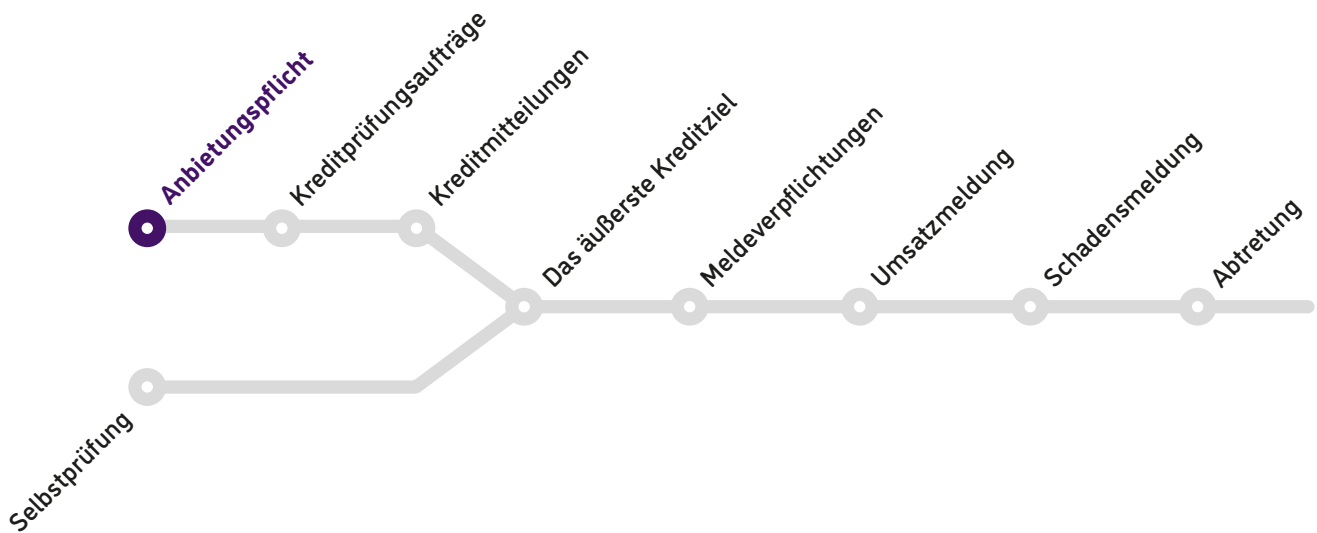 Anbietungspflicht
Kreditprüfungsaufträge
Kreditmitteilungen
Das äußerste Kreditziel
Meldeverpflichtungen
Umsatzmeldung
Schadensmeldung
Abtretung
Selbstprüfung